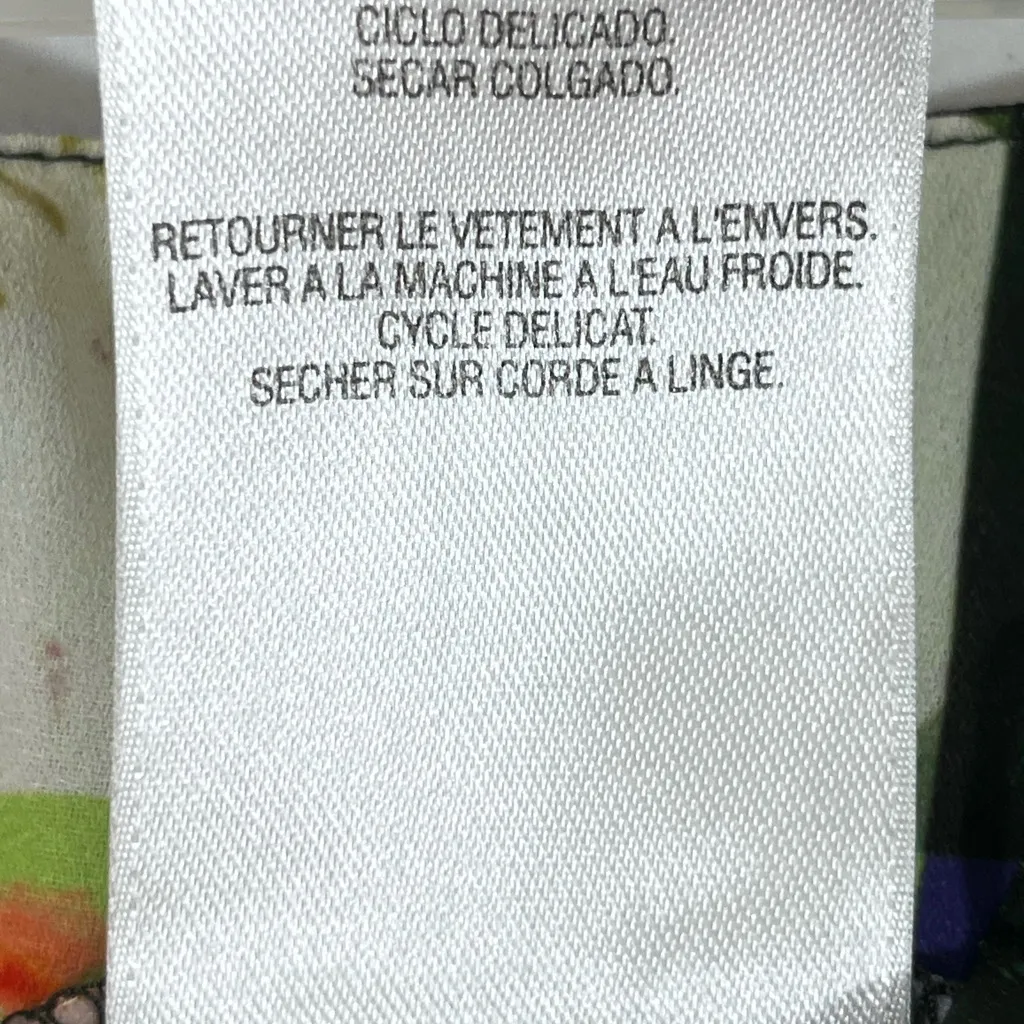 CICLO DELICADO.
SECAR COLGADO.
RETOURNER LE VETEMENT A L'ENVERS.
LAVER A LA MACHINE A L'EAU FROIDE.
CYCLE DELICAT.
SECHER SUR CORDE A LINGE.